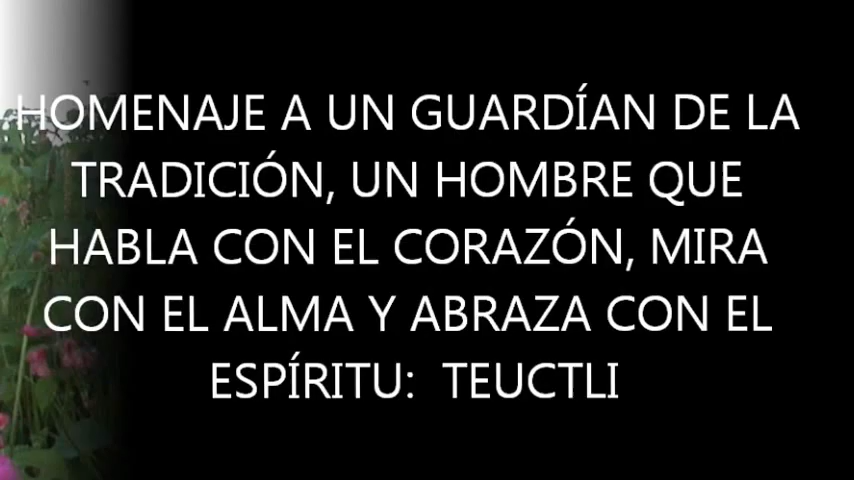 HOMENAJE A UN GUARDÍAN DE LA
TRADICIÓN, UN HOMBRE QUE
HABLA CON EL CORAZÓN, MIRA
CON EL ALMA Y ABRAZA CON EL
ESPÍRITU:  TEUCTLI